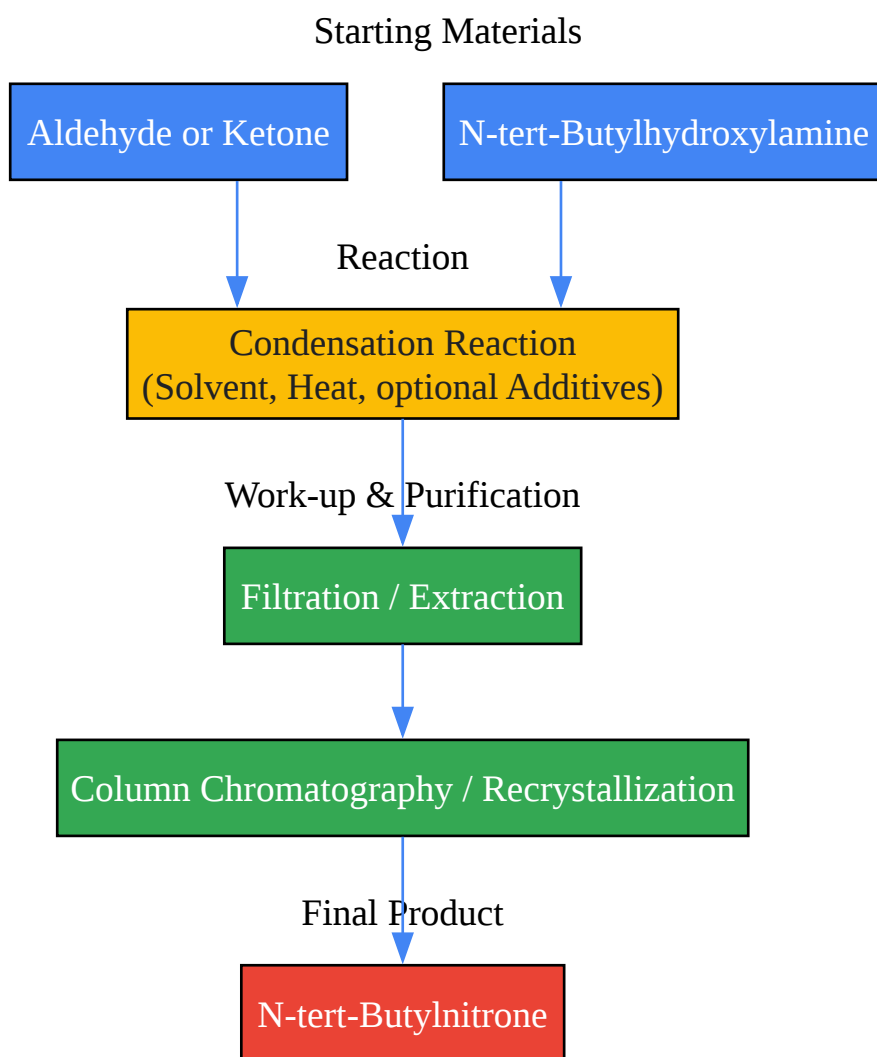 Starting Materials
Aldehyde or Ketone
N-tert-Butylhydroxylamine
Reaction
Condensation Reaction
(Solvent, Heat, optional Additives)
Work-up & Purification
Filtration / Extraction
Column Chromatography / Recrystallization
Final Product
N-tert-Butylnitrone